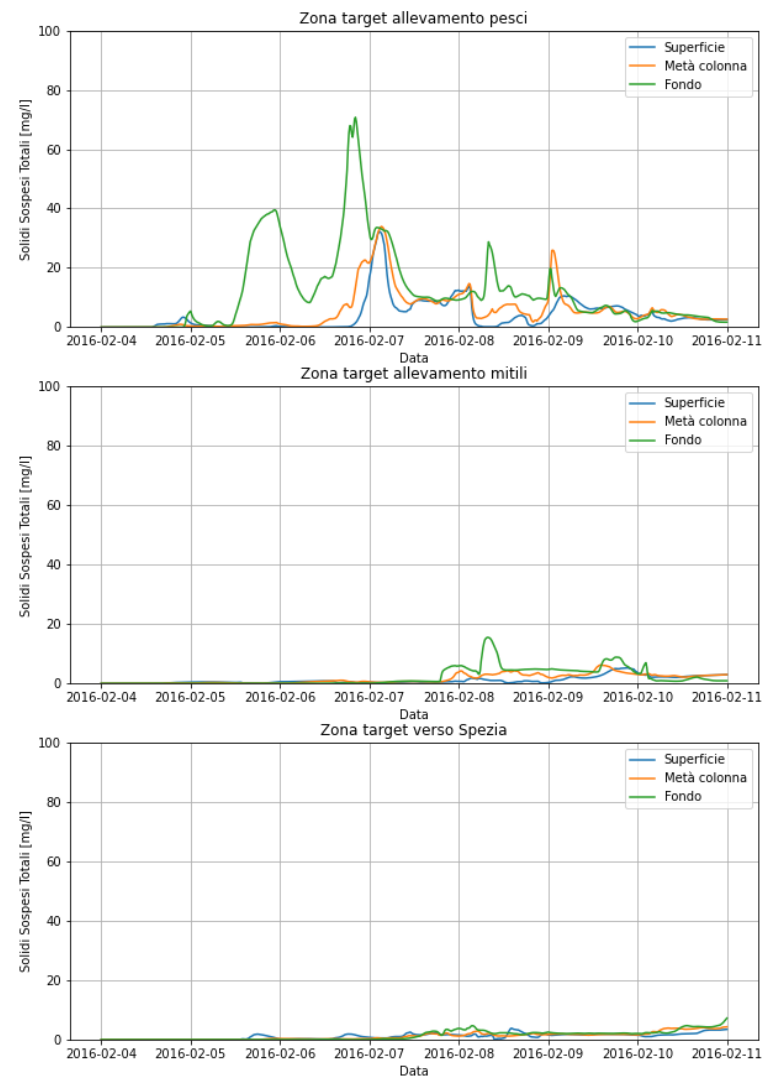 Zona target allevamento pesci
100
80
60
40
20
0
Solidi Sospesi Totali [mg/l]
Superficie
Metà colonna
Fondo
2016-02-04 2016-02-05 2016-02-06 2016-02-07 2016-02-08 2016-02-09 2016-02-10 2016-02-11
Data
Zona target allevamento mitili
100
80
60
40
20
0
Solidi Sospesi Totali [mg/l]
Superficie
Metà colonna
Fondo
2016-02-04 2016-02-05 2016-02-06 2016-02-07 2016-02-08 2016-02-09 2016-02-10 2016-02-11
Data
Zona target verso Spezia
100
80
60
40
20
0
Solidi Sospesi Totali [mg/l]
Superficie
Metà colonna
Fondo
2016-02-04 2016-02-05 2016-02-06 2016-02-07 2016-02-08 2016-02-09 2016-02-10 2016-02-11
Data